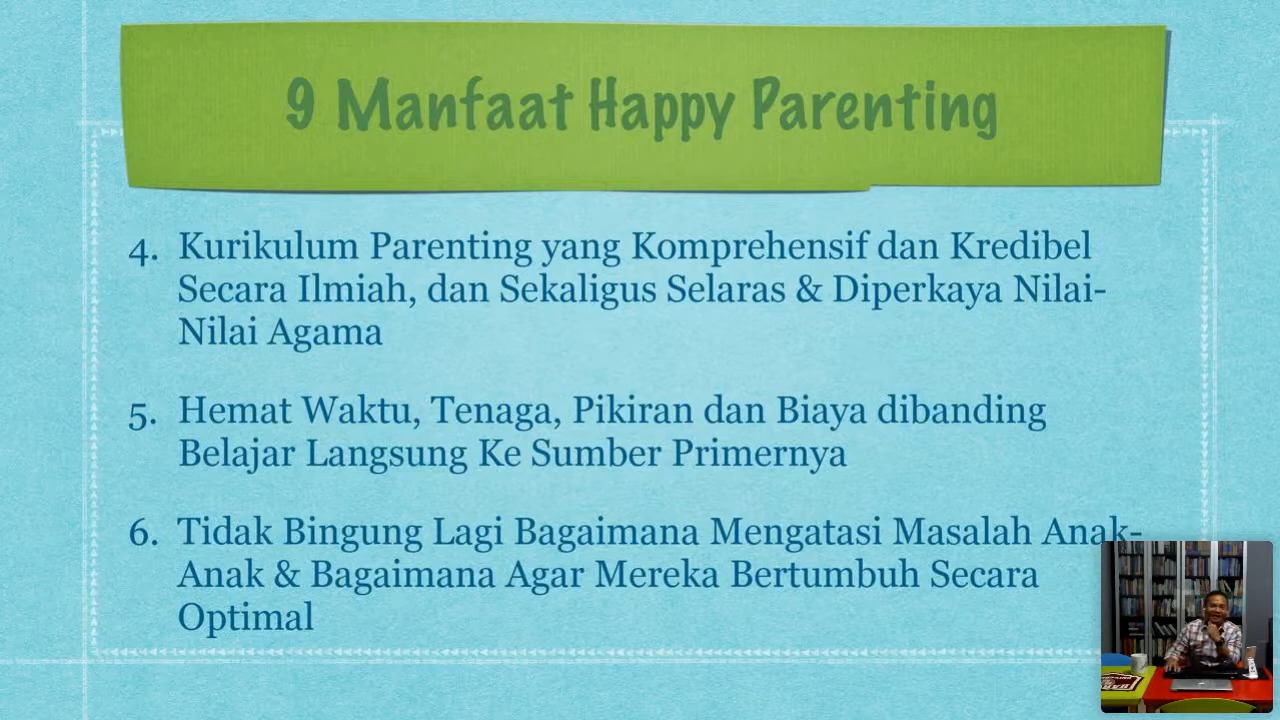 9 Manfaat Happy Parenting
4. Kurikulum Parenting yang Komprehensif dan Kredibel
Secara Ilmiah, dan Sekaligus Selaras & Diperkaya Nilai-
Nilai Agama
5. Hemat Waktu, Tenaga, Pikiran dan Biaya dibanding
Belajar Langsung Ke Sumber Primernya
6. Tidak Bingung Lagi Bagaimana Mengatasi Masalah Anak-
Anak & Bagaimana Agar Mereka Bertumbuh Secara
Optimal